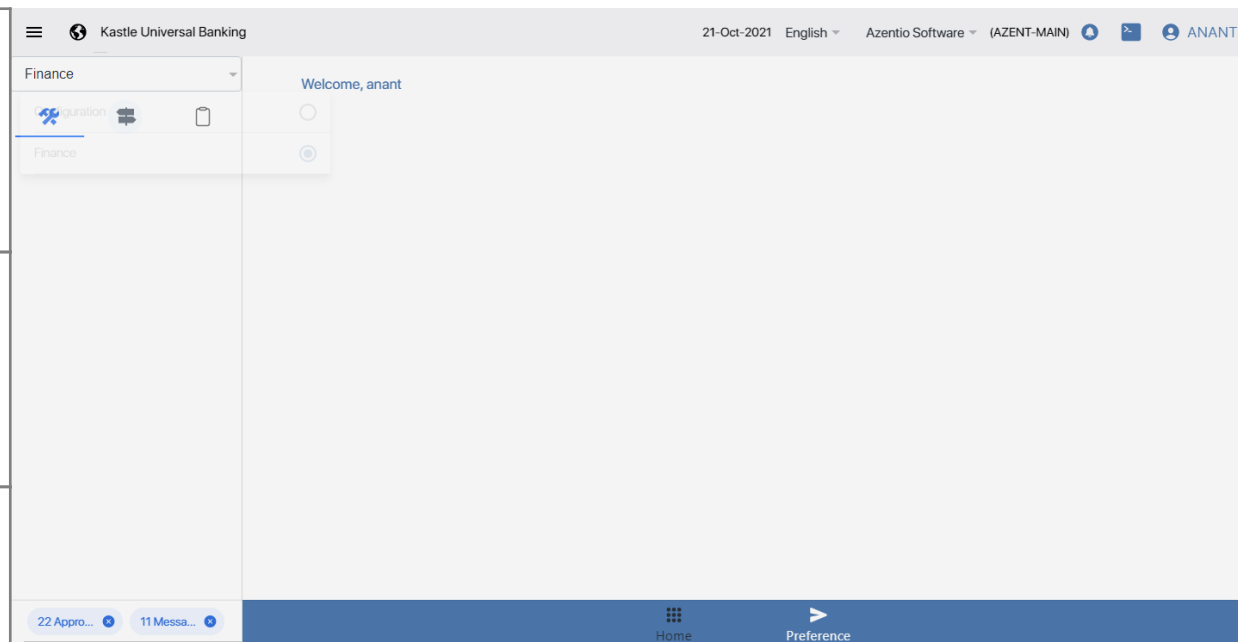 Kastle Universal Banking
21-Oct-2021 English Azentio Software (AZENT-MAIN) ANANT
Finance
Welcome, anant
Configuration
Finance
22 Appro... 11 Messa...
Home Preference